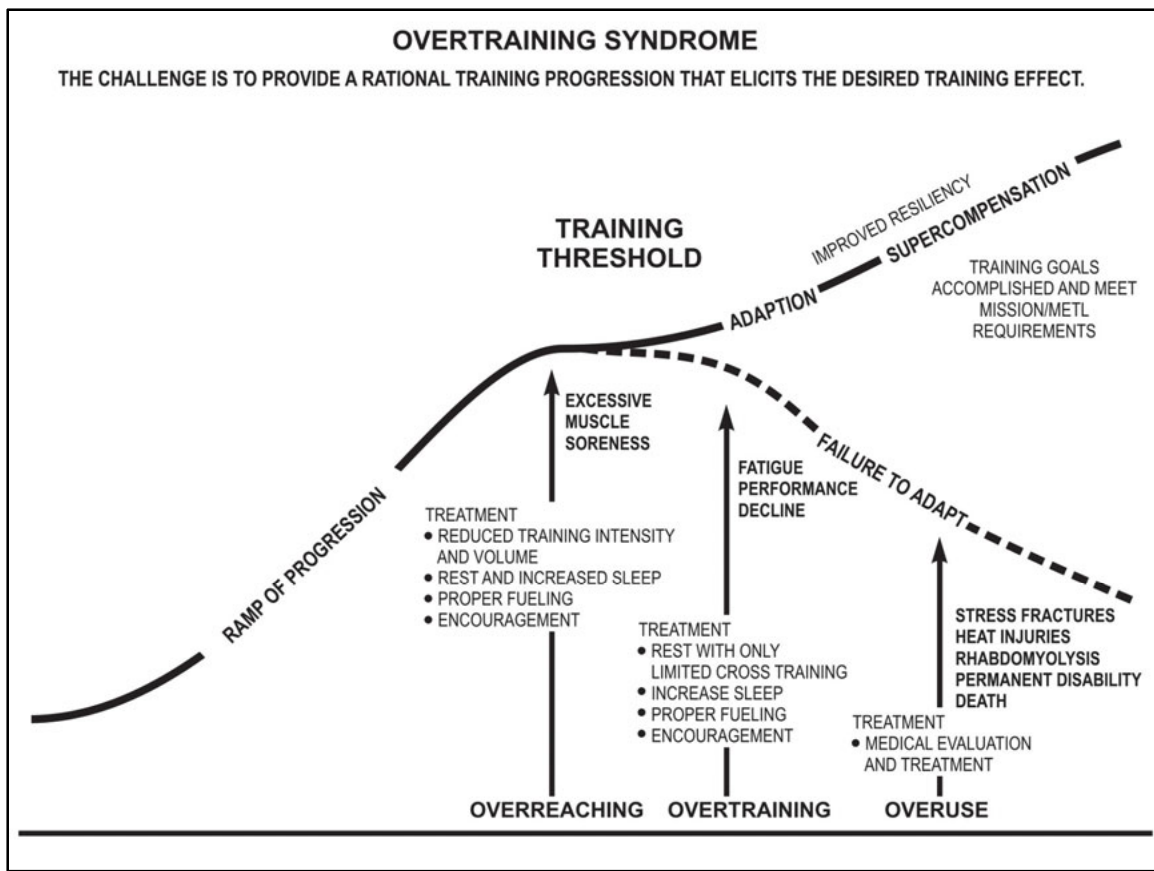 OVERTRAINING SYNDROME
THE CHALLENGE IS TO PROVIDE A RATIONAL TRAINING PROGRESSION THAT ELICITS THE DESIRED TRAINING EFFECT.
TRAINING
THRESHOLD
RAMP OF PROGRESSION
ADAPTION
IMPROVED RESILIENCY
SUPERCOMPENSATION
TRAINING GOALS
ACCOMPLISHED AND MEET
MISSION/METL
REQUIREMENTS
FAILURE TO ADAPT
EXCESSIVE
MUSCLE
SORENESS
TREATMENT
• REDUCED TRAINING INTENSITY
AND VOLUME
• REST AND INCREASED SLEEP
• PROPER FUELING
• ENCOURAGEMENT
OVERREACHING
FATIGUE
PERFORMANCE
DECLINE
TREATMENT
• REST WITH ONLY
LIMITED CROSS TRAINING
• INCREASE SLEEP
• PROPER FUELING
• ENCOURAGEMENT
OVERTRAINING
STRESS FRACTURES
HEAT INJURIES
RHABDOMYOLYSIS
PERMANENT DISABILITY
DEATH
TREATMENT
• MEDICAL EVALUATION
AND TREATMENT
OVERUSE